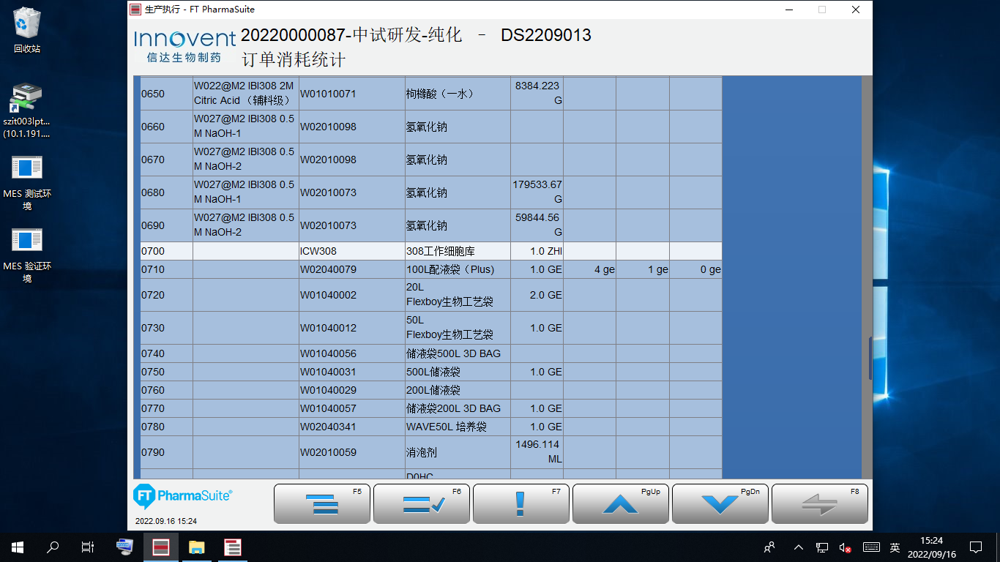 回收站
szit003lpt...
(10.1.191....
MES 测试环
境
MES 验证环
境
生产执行 - FT PharmaSuite
Innovent
信达生物制药
20220000087-中试研发-纯化 – DS2209013
订单消耗统计
0650 W022@M2 IBI308 2M Citric Acid （辅料级） W01010071 枸橼酸（一水） 8384.223 G
0660 W027@M2 IBI308 0.5 M NaOH-1 W02010098 氢氧化钠
0670 W027@M2 IBI308 0.5 M NaOH-2 W02010098 氢氧化钠
0680 W027@M2 IBI308 0.5 M NaOH-1 W02010073 氢氧化钠 179533.67 G
0690 W027@M2 IBI308 0.5 M NaOH-2 W02010073 氢氧化钠 59844.56 G
0700 ICW308 308工作细胞库 1.0 ZHI
0710 W02040079 100L配液袋（Plus) 1.0 GE 4 ge 1 ge 0 ge
0720 W01040002 20L Flexboy生物工艺袋 2.0 GE
0730 W01040012 50L Flexboy生物工艺袋 1.0 GE
0740 W01040056 储液袋500L 3D BAG
0750 W01040031 500L储液袋 1.0 GE
0760 W01040029 200L储液袋
0770 W01040057 储液袋200L 3D BAG 1.0 GE
0780 W02040341 WAVE50L 培养袋 1.0 GE
0790 W02010059 消泡剂 1496.114 ML
D0HC
FT PharmaSuite®
2022.09.16 15:24
F5 F6 F7 PgUp PgDn F8
英
15:24
2022/09/16